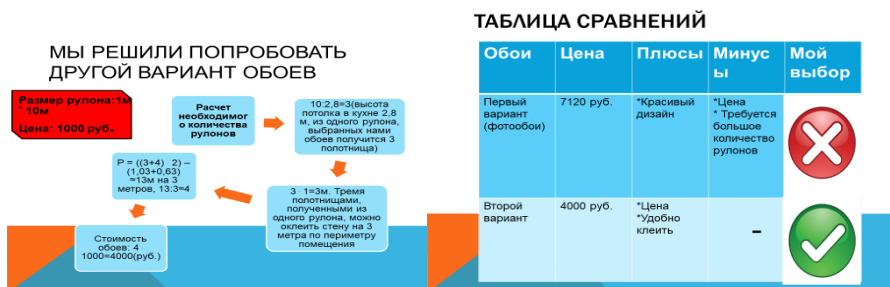 МЫ РЕШИЛИ ПОПРОБОВАТЬ
ДРУГОЙ ВАРИАНТ ОБОЕВ
Размер рулона:1м
* 10м
Цена: 1000 руб.
Расчет
необходимог
о количества
рулонов
10:2,8=3(высота
потолка в кухне 2,8
м, из одного рулона,
выбранных нами
обоев получится 3
полотнища)
3 · 1=3м. Тремя
полотнищами,
полученными из
одного рулона, можно
оклеить стену на 3
метра по периметру
помещения
P = ((3+4) · 2) –
(1,03+0,63)
≈13м на 3
метров, 13:3≈4
Стоимость
обоев: 4 ·
1000=4000(руб.)
ТАБЛИЦА СРАВНЕНИЙ
Обои Цена Плюсы Минус
ы Мой
выбор
Первый
вариант
(фотообои)
7120 руб.
*Красивый
дизайн
*Цена
* Требуется
большое
количество
рулонов
Второй
вариант
4000 руб.
*Цена
*Удобно
клеить
–